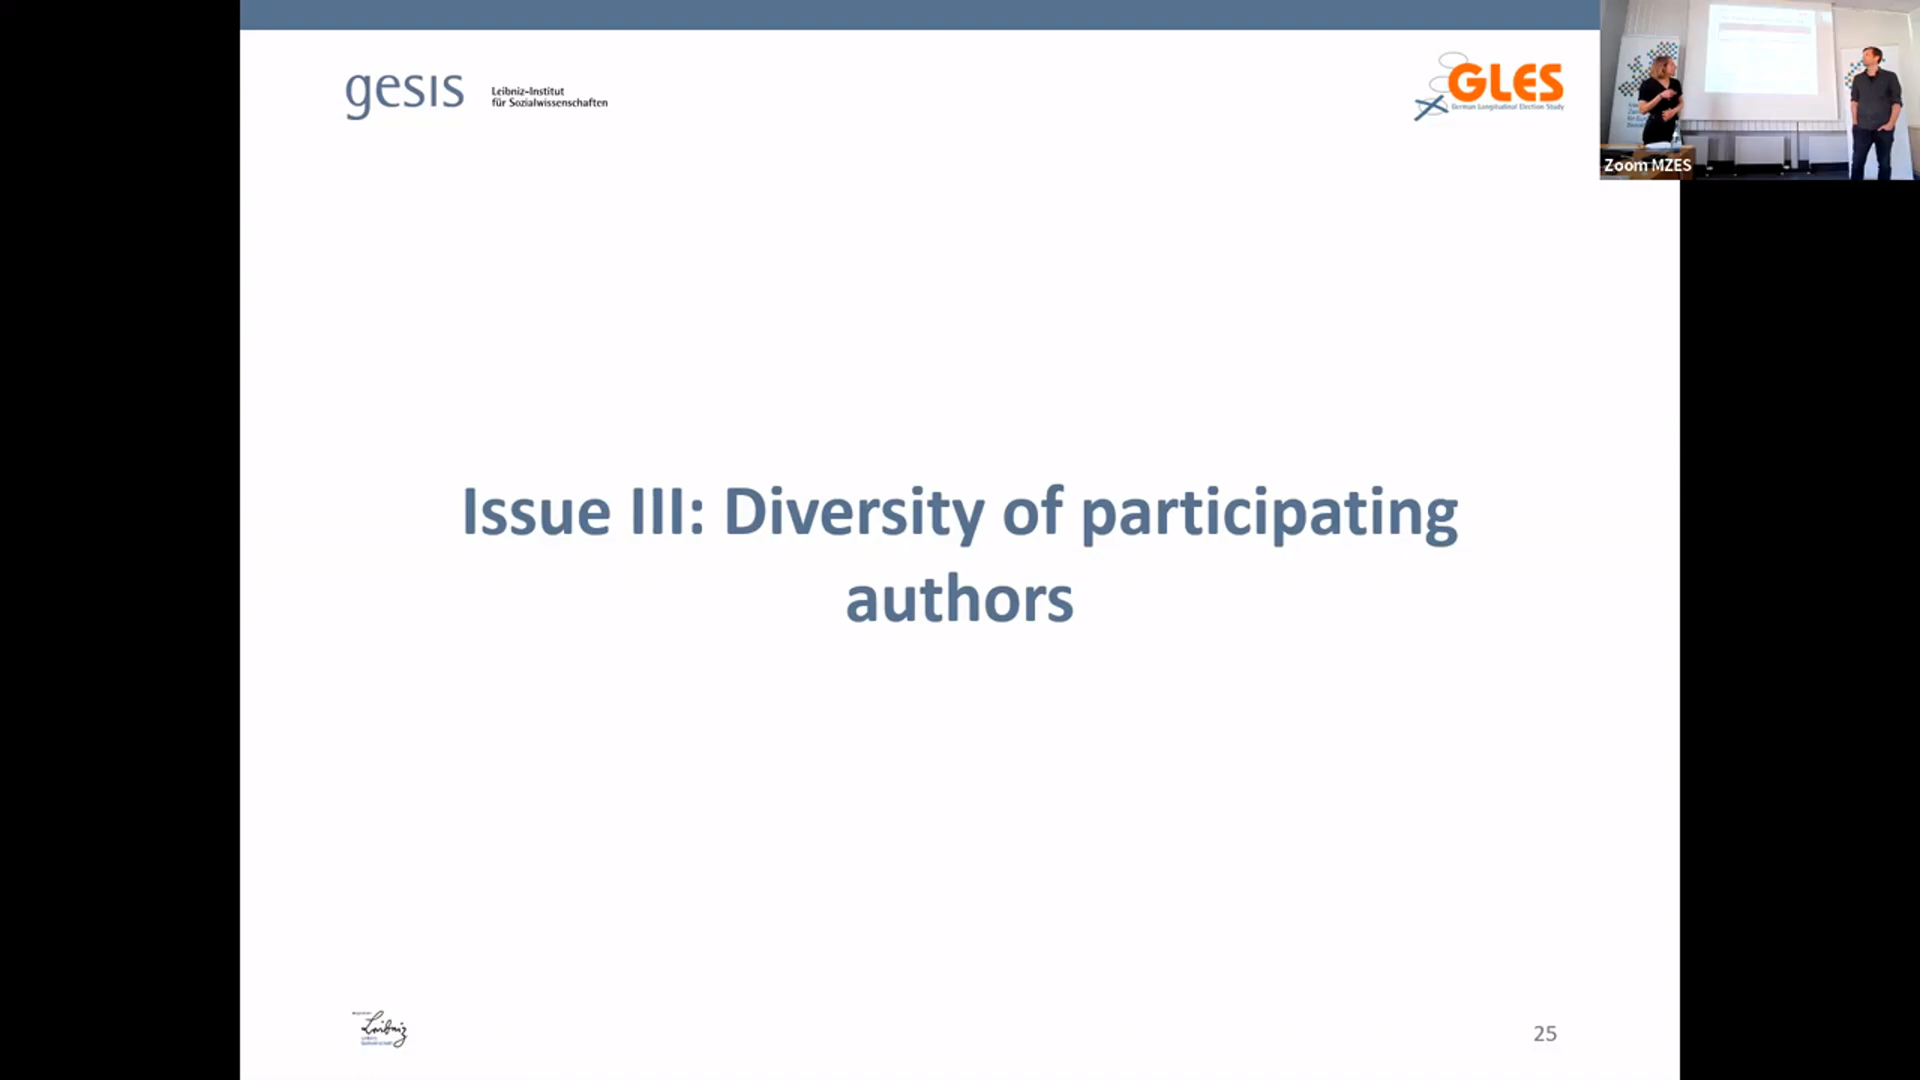 gesis
Leibniz-Institut
für Sozialwissenschaften
GLES
German Longitudinal Election Study
Zoom MZES
Issue III: Diversity of participating
authors
Leibniz
25